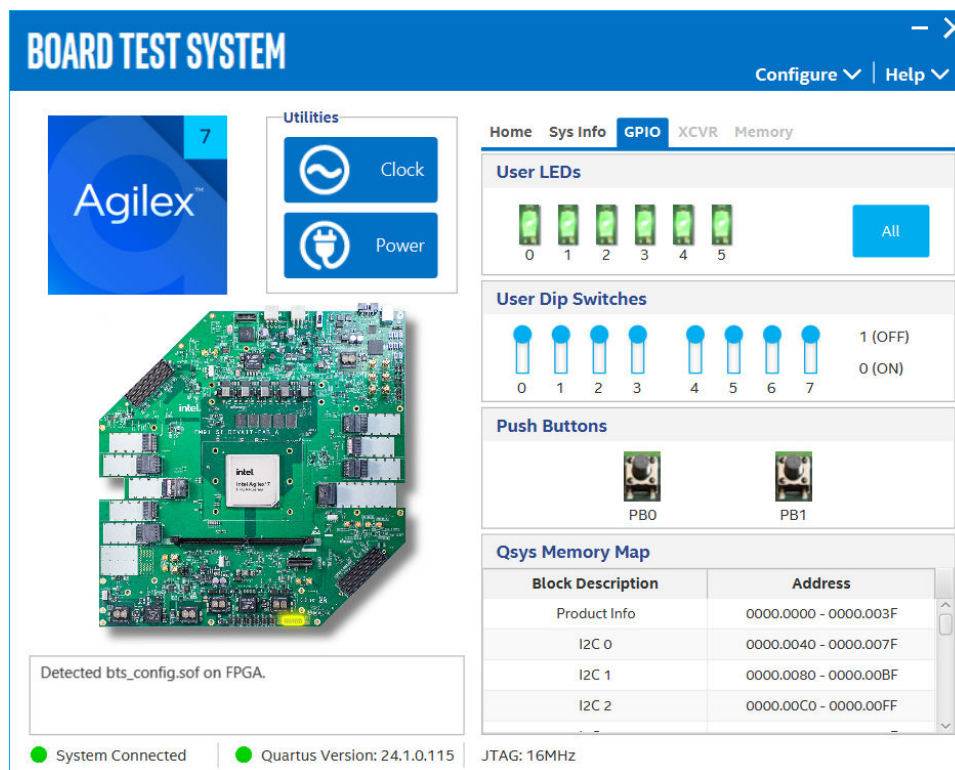 BOARD TEST SYSTEM
Configure
Help
7
Agilex™
Utilities
Clock
Power
Home Sys Info GPIO XCVR Memory
User LEDs
0 1 2 3 4 5
All
User Dip Switches
1 (OFF)
0 (ON)
0 1 2 3 4 5 6 7
Push Buttons
PB0 PB1
Qsys Memory Map
Block Description Address
Product Info 0000.0000 - 0000.003F
I2C 0 0000.0040 - 0000.007F
I2C 1 0000.0080 - 0000.00BF
I2C 2 0000.00C0 - 0000.00FF
intel
intel
Detected bts_config.sof on FPGA.
System Connected Quartus Version: 24.1.0.115 JTAG: 16MHz